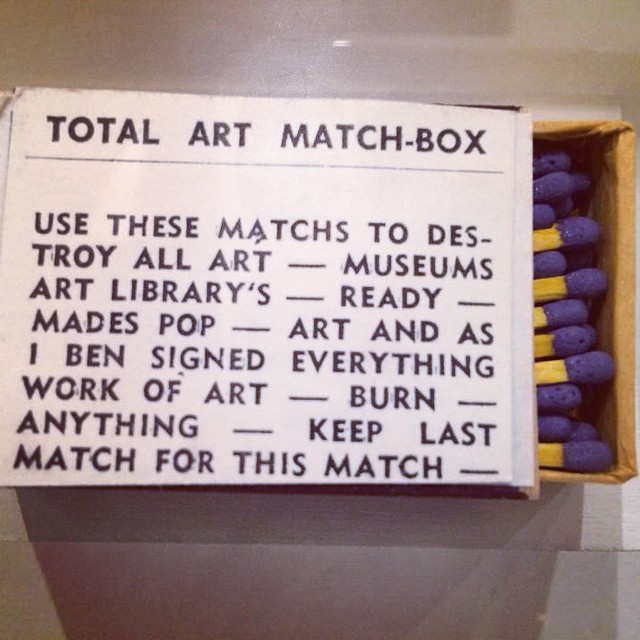 TOTAL ART MATCH-BOX
USE THESE MATCHS TO DES-
TROY ALL ART — MUSEUMS
ART LIBRARY'S — READY —
MADES POP — ART AND AS
I BEN SIGNED EVERYTHING
WORK OF ART — BURN —
ANYTHING — KEEP LAST
MATCH FOR THIS MATCH —